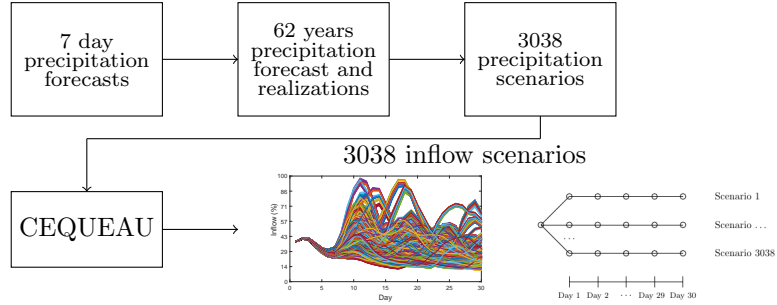 7 day
precipitation
forecasts
62 years
precipitation
forecast and
realizations
3038
precipitation
scenarios
3038 inflow scenarios
CEQUEAU
Inflow (%)
100
86
71
57
43
29
14
0
0 5 10 15 20 25 30
Day
Scenario 1
Scenario ...
...
Scenario 3038
Day 1 Day 2 ... Day 29 Day 30